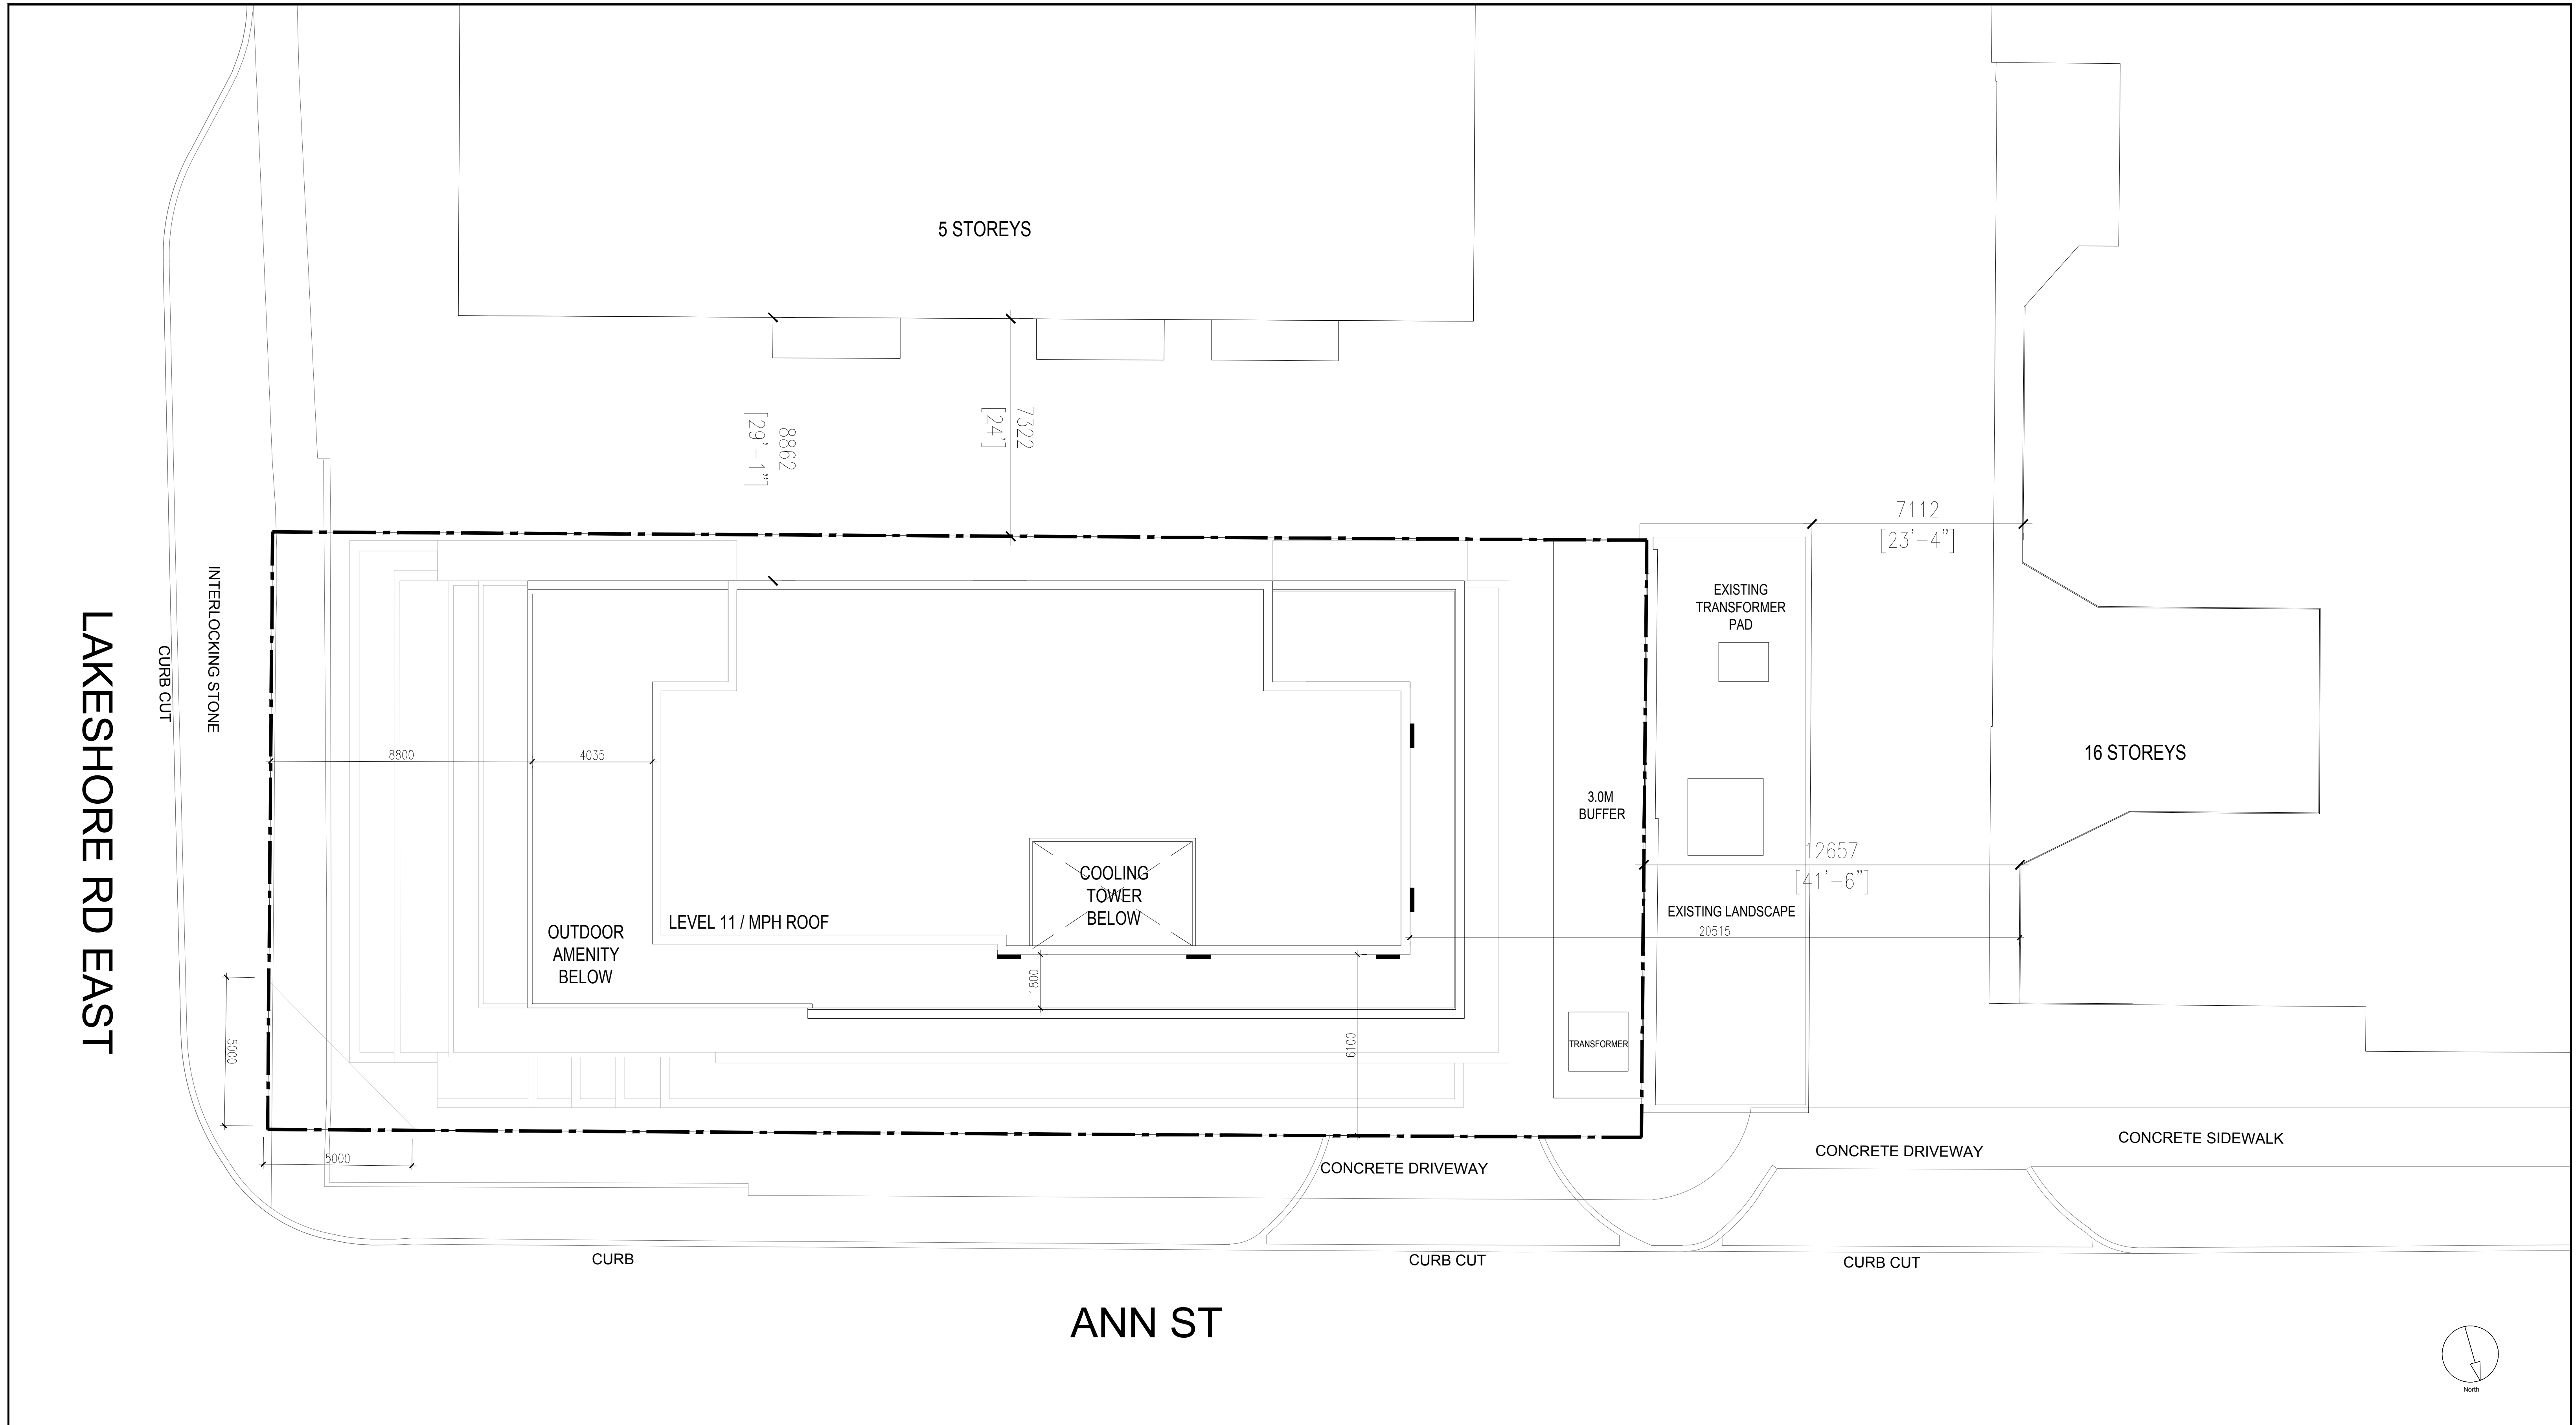 5 STOREYS
8862
[29'-1"]
7322
[24']
7112
[23'-4"]
INTERLOCKING STONE
CURB CUT
LAKESHORE RD EAST
EXISTING
TRANSFORMER
PAD
8800
4035
16 STOREYS
3.0M
BUFFER
12657
[41'-6"]
COOLING
TOWER
BELOW
LEVEL 11 / MPH ROOF
OUTDOOR
AMENITY
BELOW
EXISTING LANDSCAPE
20515
1800
6100
TRANSFORMER
5000
5000
CONCRETE DRIVEWAY
CONCRETE DRIVEWAY
CONCRETE SIDEWALK
CURB
CURB CUT
CURB CUT
ANN ST
North